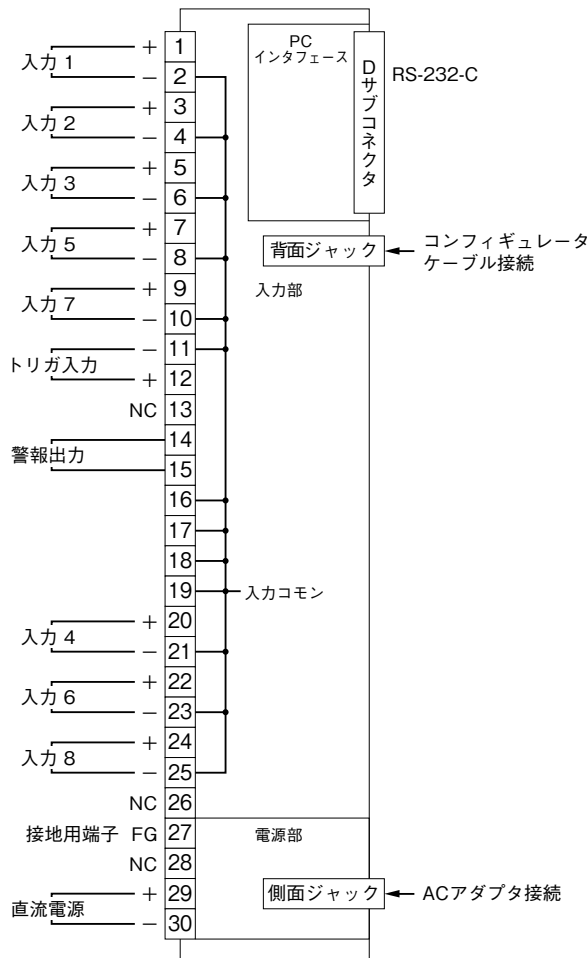 PC
インタフェース
Dサブコネクタ
RS-232-C
入力 1
+ 1
− 2
入力 2
+ 3
− 4
入力 3
+ 5
− 6
入力 5
+ 7
− 8
背面ジャック
コンフィギュレータ
ケーブル接続
入力部
入力 7
+ 9
− 10
トリガ入力
− 11
+ 12
NC 13
警報出力
14
15
16
17
18
19
入力コモン
入力 4
+ 20
− 21
入力 6
+ 22
− 23
入力 8
+ 24
− 25
NC 26
接地用端子 FG 27
電源部
NC 28
直流電源
+ 29
− 30
側面ジャック
ACアダプタ接続